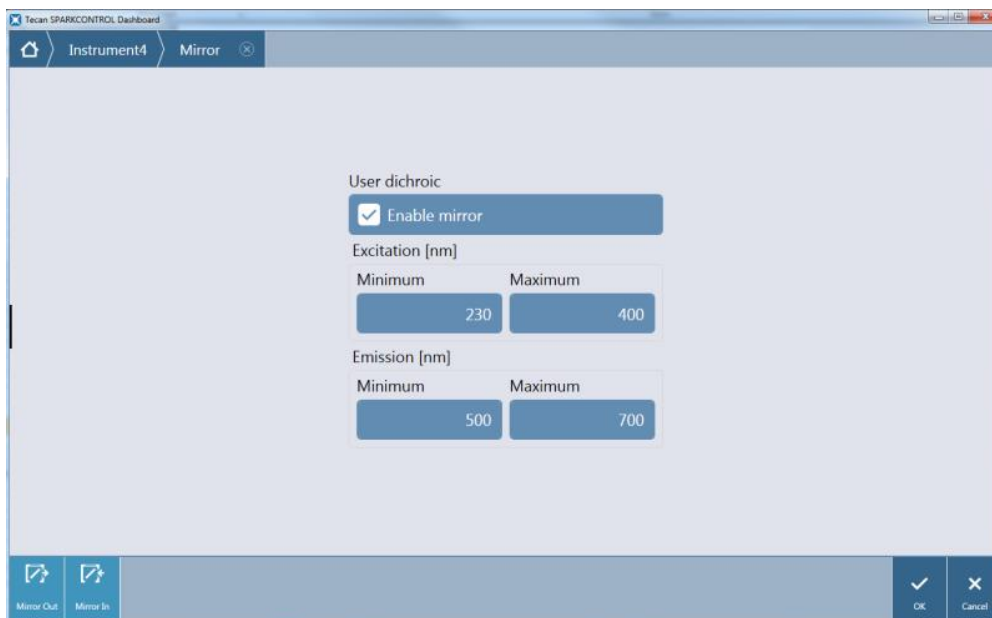 Tecan SPARKCONTROL Dashboard
Instrument4 Mirror
User dichroic
Enable mirror
Excitation [nm]
Minimum Maximum
230 400
Emission [nm]
Minimum Maximum
500 700
Mirror Out Mirror In OK Cancel